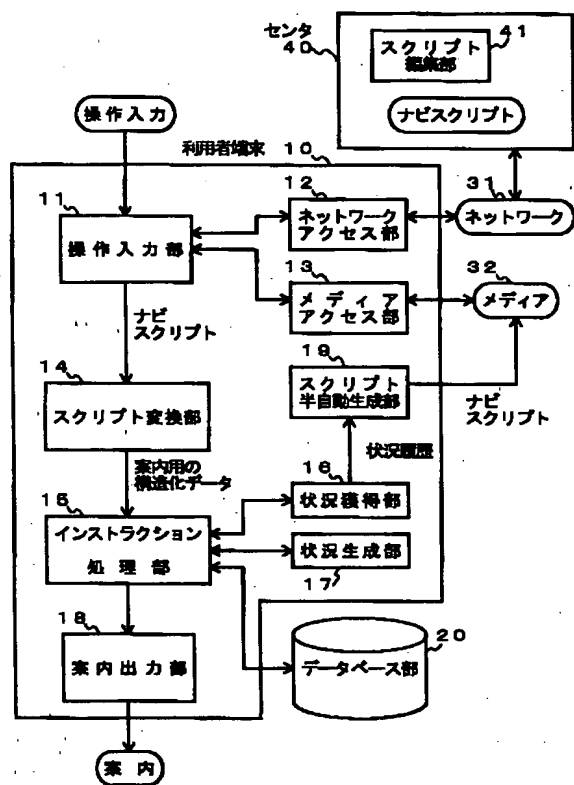 センタ
40
41
スクリプト
編集部
ナビスクリプト
操作入力
利用者端末
10
11
操作入力部
12
ネットワーク
アクセス部
31
ネットワーク
13
メディア
アクセス部
32
メディア
ナビ
スクリプト
19
スクリプト
半自動生成部
ナビ
スクリプト
14
スクリプト変換部
状況履歴
案内用の
構造化データ
16
状況獲得部
15
インストラクション
処理部
状況生成部
17
18
案内出力部
20
データベース部
案内